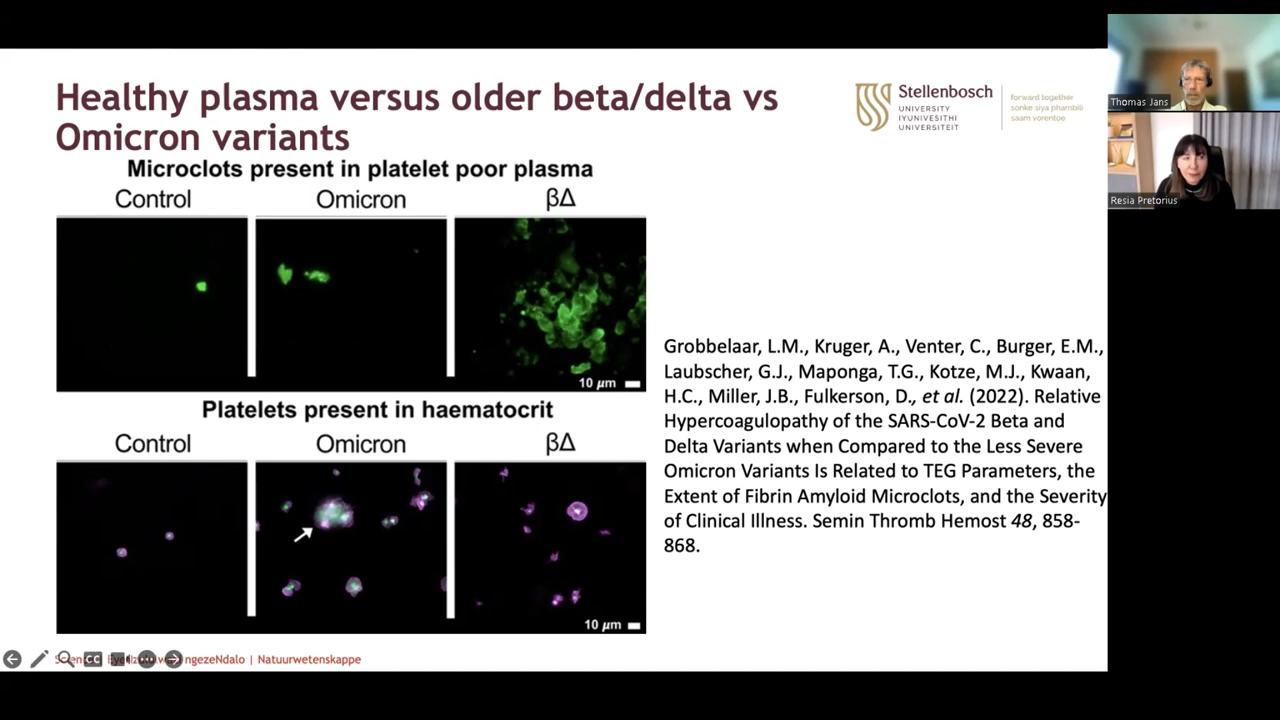 Healthy plasma versus older beta/delta vs
Omicron variants
Stellenbosch
UNIVERSITY
IYUNIVESITHI
UNIVERSITEIT
forward together
sonke siya phambili
saam vorentoe
Microclots present in platelet poor plasma
Control Omicron βΔ
10 µm
Platelets present in haematocrit
Control Omicron βΔ
10 µm
Grobbelaar, L.M., Kruger, A., Venter, C., Burger, E.M.,
Laubscher, G.J., Maponga, T.G., Kotze, M.J., Kwaan,
H.C., Miller, J.B., Fulkerson, D., et al. (2022). Relative
Hypercoagulopathy of the SARS-CoV-2 Beta and
Delta Variants when Compared to the Less Severe
Omicron Variants Is Related to TEG Parameters, the
Extent of Fibrin Amyloid Microclots, and the Severity
of Clinical Illness. Semin Thromb Hemost 48, 858-
868.
CC
ngezeNdalo | Natuurwetenskappe
Thomas Jans
Resia Pretorius